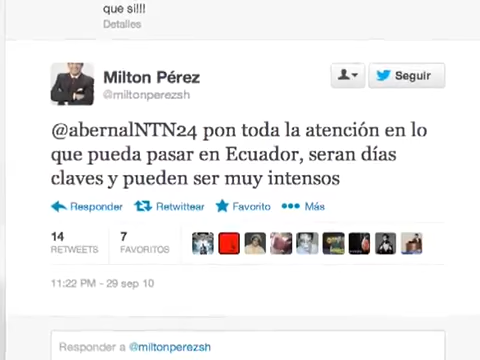 que si!!!
Detalles
Milton Pérez
@miltonperezsh
Seguir
@abernalNTN24 pon toda la atención en lo
que pueda pasar en Ecuador, seran días
claves y pueden ser muy intensos
Responder Retwittear Favorito Más
14 7
RETWEETS FAVORITOS
11:22 PM - 29 sep 10
Responder a @miltonperezsh